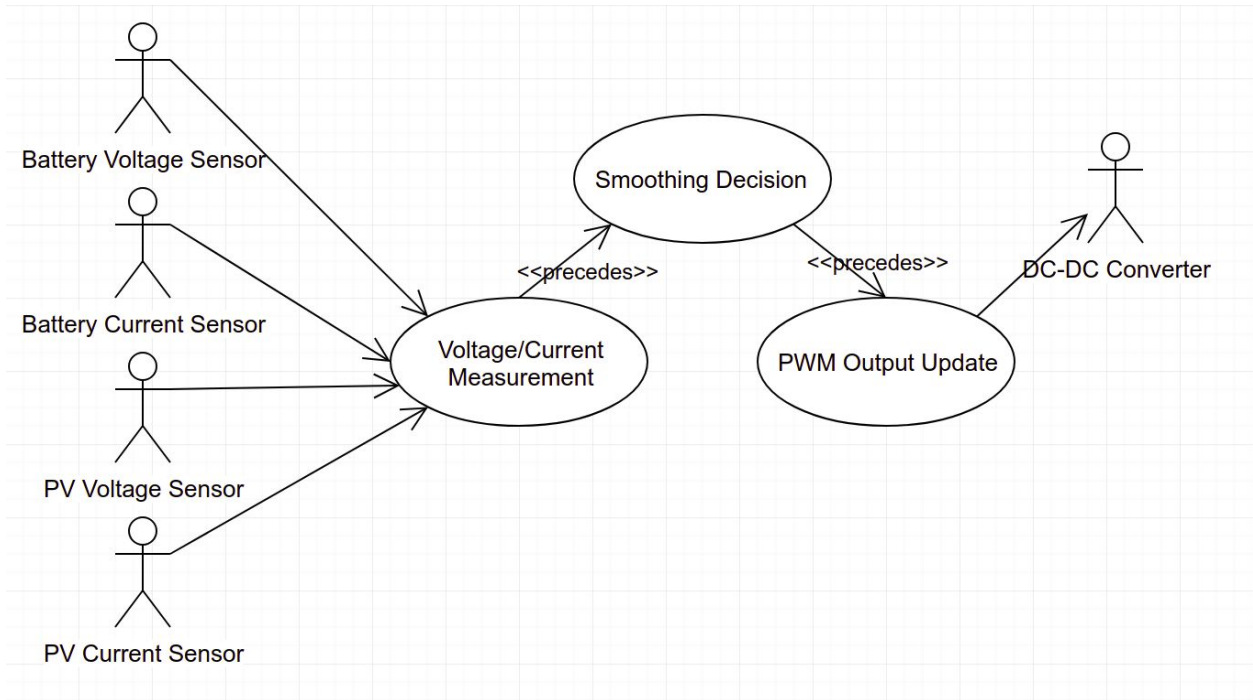 Battery Voltage Sensor
Battery Current Sensor
PV Voltage Sensor
PV Current Sensor
Voltage/Current
Measurement
<<precedes>>
Smoothing Decision
<<precedes>>
PWM Output Update
DC-DC Converter